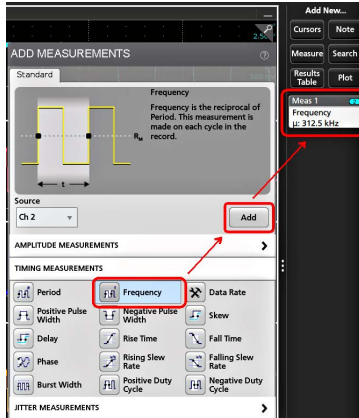 Add New...
Cursors
Note
Measure
Search
Results Table
Plot
Meas 1
Frequency
μ: 312.5 kHz
ADD MEASUREMENTS
Standard
Frequency
Frequency is the reciprocal of
Period. This measurement is
made on each cycle in the
record.
RM
t
Source
Ch 2
Add
AMPLITUDE MEASUREMENTS
TIMING MEASUREMENTS
Period
Frequency
Data Rate
Positive Pulse Width
Negative Pulse Width
Skew
Delay
Rise Time
Fall Time
Phase
Rising Slew Rate
Falling Slew Rate
Burst Width
Positive Duty Cycle
Negative Duty Cycle
JITTER MEASUREMENTS